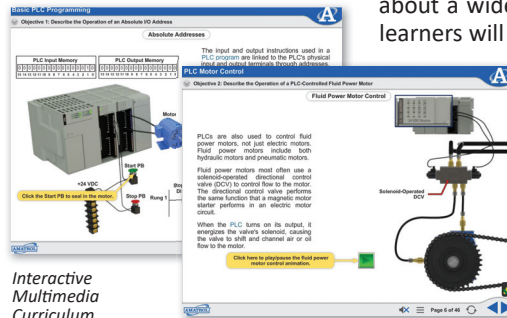 Basic PLC Programming
Objective 1: Describe the Operation of an Absolute I/O Address
Absolute Addresses
The input and output instructions used in a
PLC program are linked to the PLC's physical
input and output terminals through addresses.
PLC Input Memory
PLC Output Memory
Motor
Start PB
+24 VDC
Click the Start PB to seal in the motor.
Stop PB
Rung 1
AMATROL
about a wide
learners will
PLC Motor Control
Objective 2: Describe the Operation of a PLC-Controlled Fluid Power Motor
Fluid Power Motor Control
PLCs are also used to control fluid
power motors, not just electric motors.
Fluid power motors include both
hydraulic motors and pneumatic motors.
Fluid power motors most often use a
solenoid-operated directional control
valve (DCV) to control flow to the motor.
The directional control valve performs
the same function that a magnetic motor
starter performs in an electric motor
circuit.
When the PLC turns on its output, it
energizes the valve's solenoid, causing
the valve to shift and channel air or oil
flow to the motor.
Solenoid-Operated
DCV
Click here to play/pause the fluid power
motor control animation.
AMATROL
Page 6 of 46
Interactive
Multimedia
Curriculum